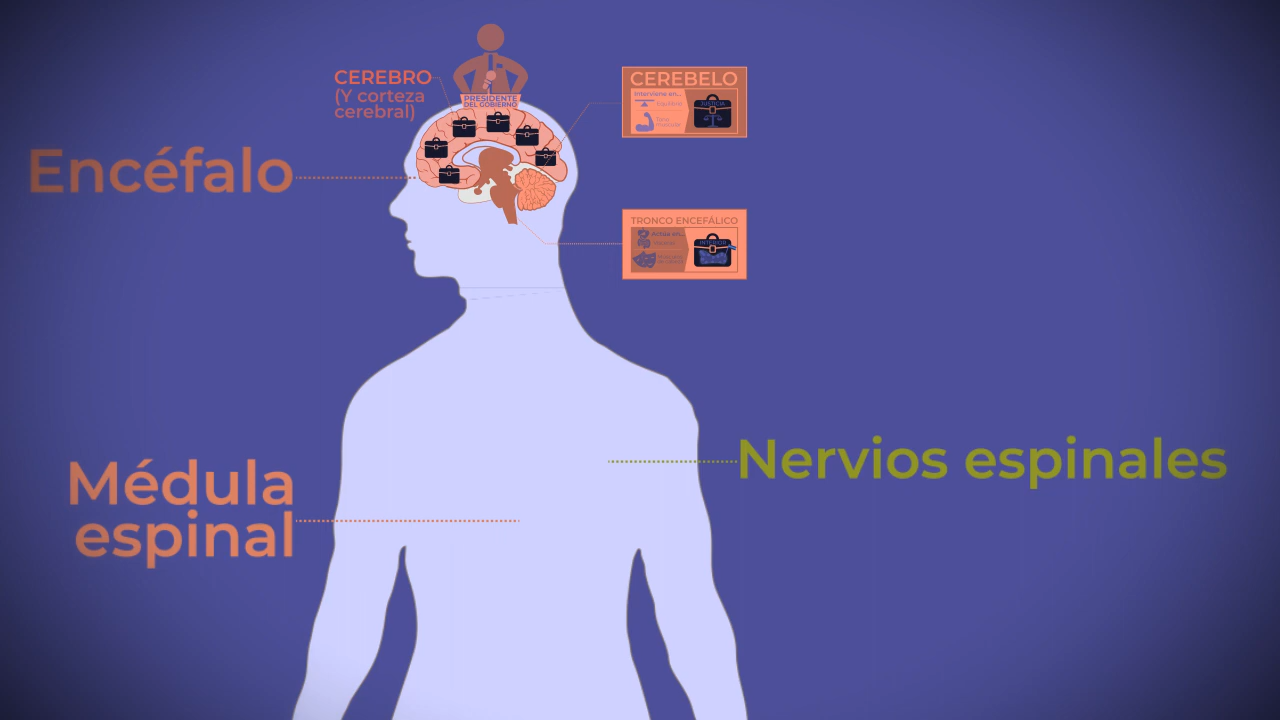 CEREBRO
(Y corteza
cerebral)
PRESIDENTE
DEL GOBIERNO
Encéfalo
CEREBELO
Interviene en...
Equilibrio
Tono
muscular
JUSTICIA
TRONCO ENCEFÁLICO
Actúa en...
INTERIOR
Médula
espinal
Nervios espinales